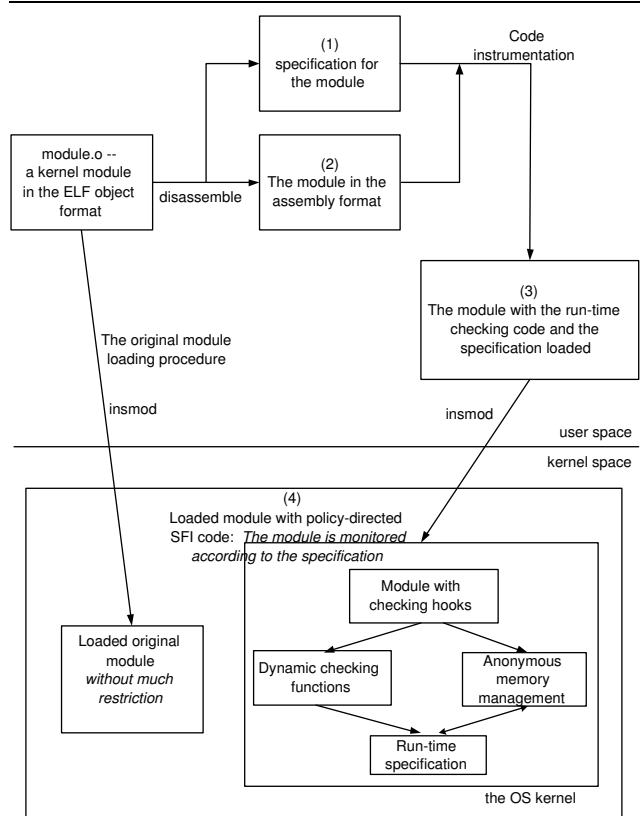 (1)
specification for
the module
Code
instrumentation
module.o --
a kernel module
in the ELF object
format
disassemble
(2)
The module in the
assembly format
(3)
The module with the run-time
checking code and the
specification loaded
The original module
loading procedure
insmod
insmod
user space
kernel space
(4)
Loaded module with policy-directed
SFI code: The module is monitored
according to the specification
Module with
checking hooks
Loaded original
module
without much
restriction
Dynamic checking
functions
Anonymous
memory
management
Run-time
specification
the OS kernel